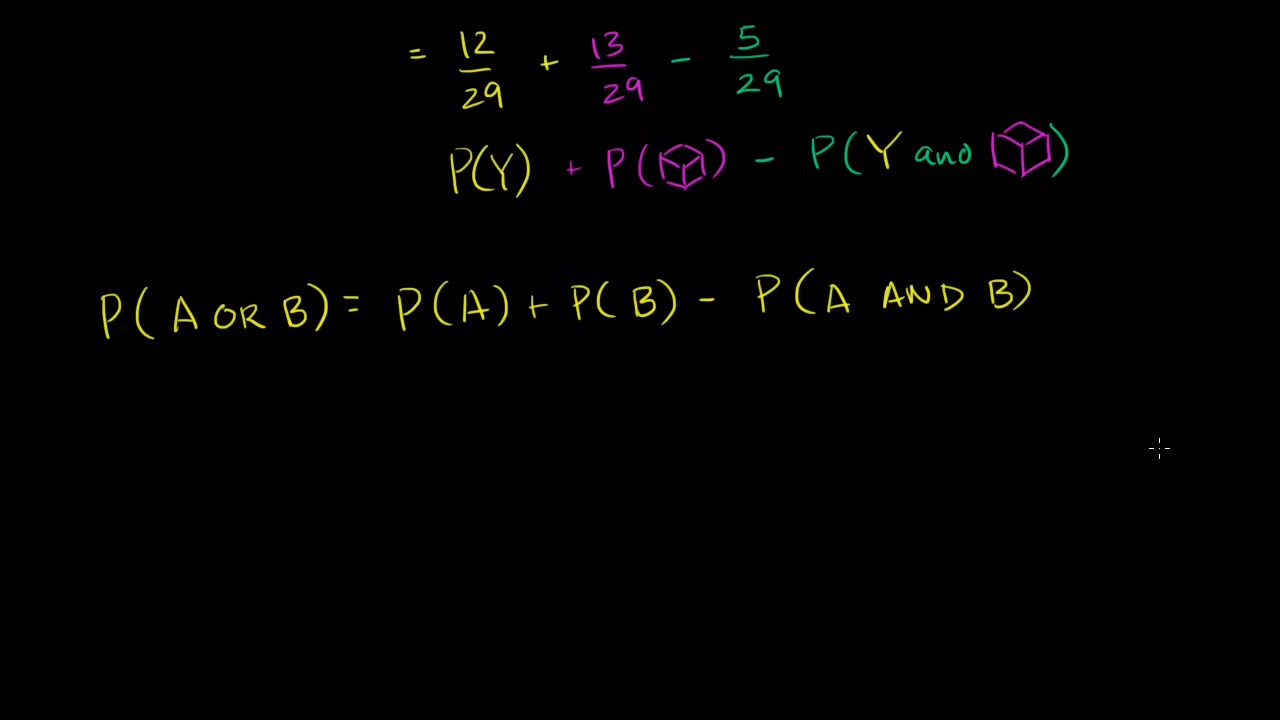 = 12/29 + 13/29 - 5/29
P(Y) + P( ) - P(Y and )
P(A OR B) = P(A) + P(B) - P(A AND B)